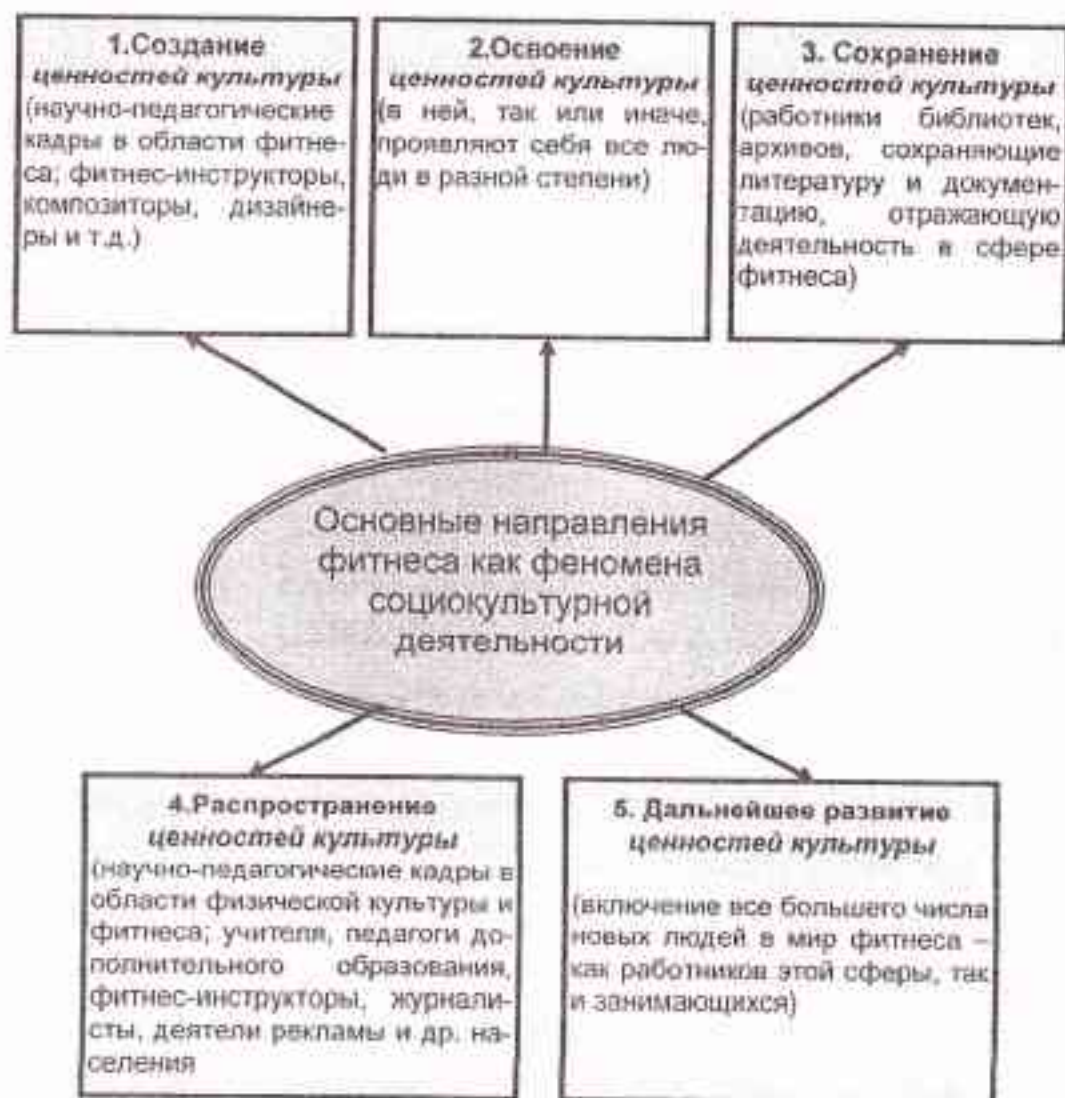 1.Создание
ценностей культуры
(научно-педагогические
кадры в области фитне-
са; фитнес-инструкторы,
композиторы, дизайне-
ры и т.д.)
2.Освоение
ценностей культуры
(в ней, так или иначе,
проявляют себя все лю-
ди в разной степени)
3. Сохранение
ценностей культуры
(работники библиотек,
архивов, сохраняющие
литературу и докумен-
тацию, отражающую
деятельность в сфере
фитнеса)
Основные направления
фитнеса как феномена
социокультурной
деятельности
4.Распространение
ценностей культуры
(научно-педагогические кадры в
области физической культуры и
фитнеса; учителя, педагоги до-
полнительного образования,
фитнес-инструкторы, журнали-
сты, деятели рекламы и др. на-
селения
5. Дальнейшее развитие
ценностей культуры
(включение все большего числа
новых людей в мир фитнеса –
как работников этой сферы, так
и занимающихся)